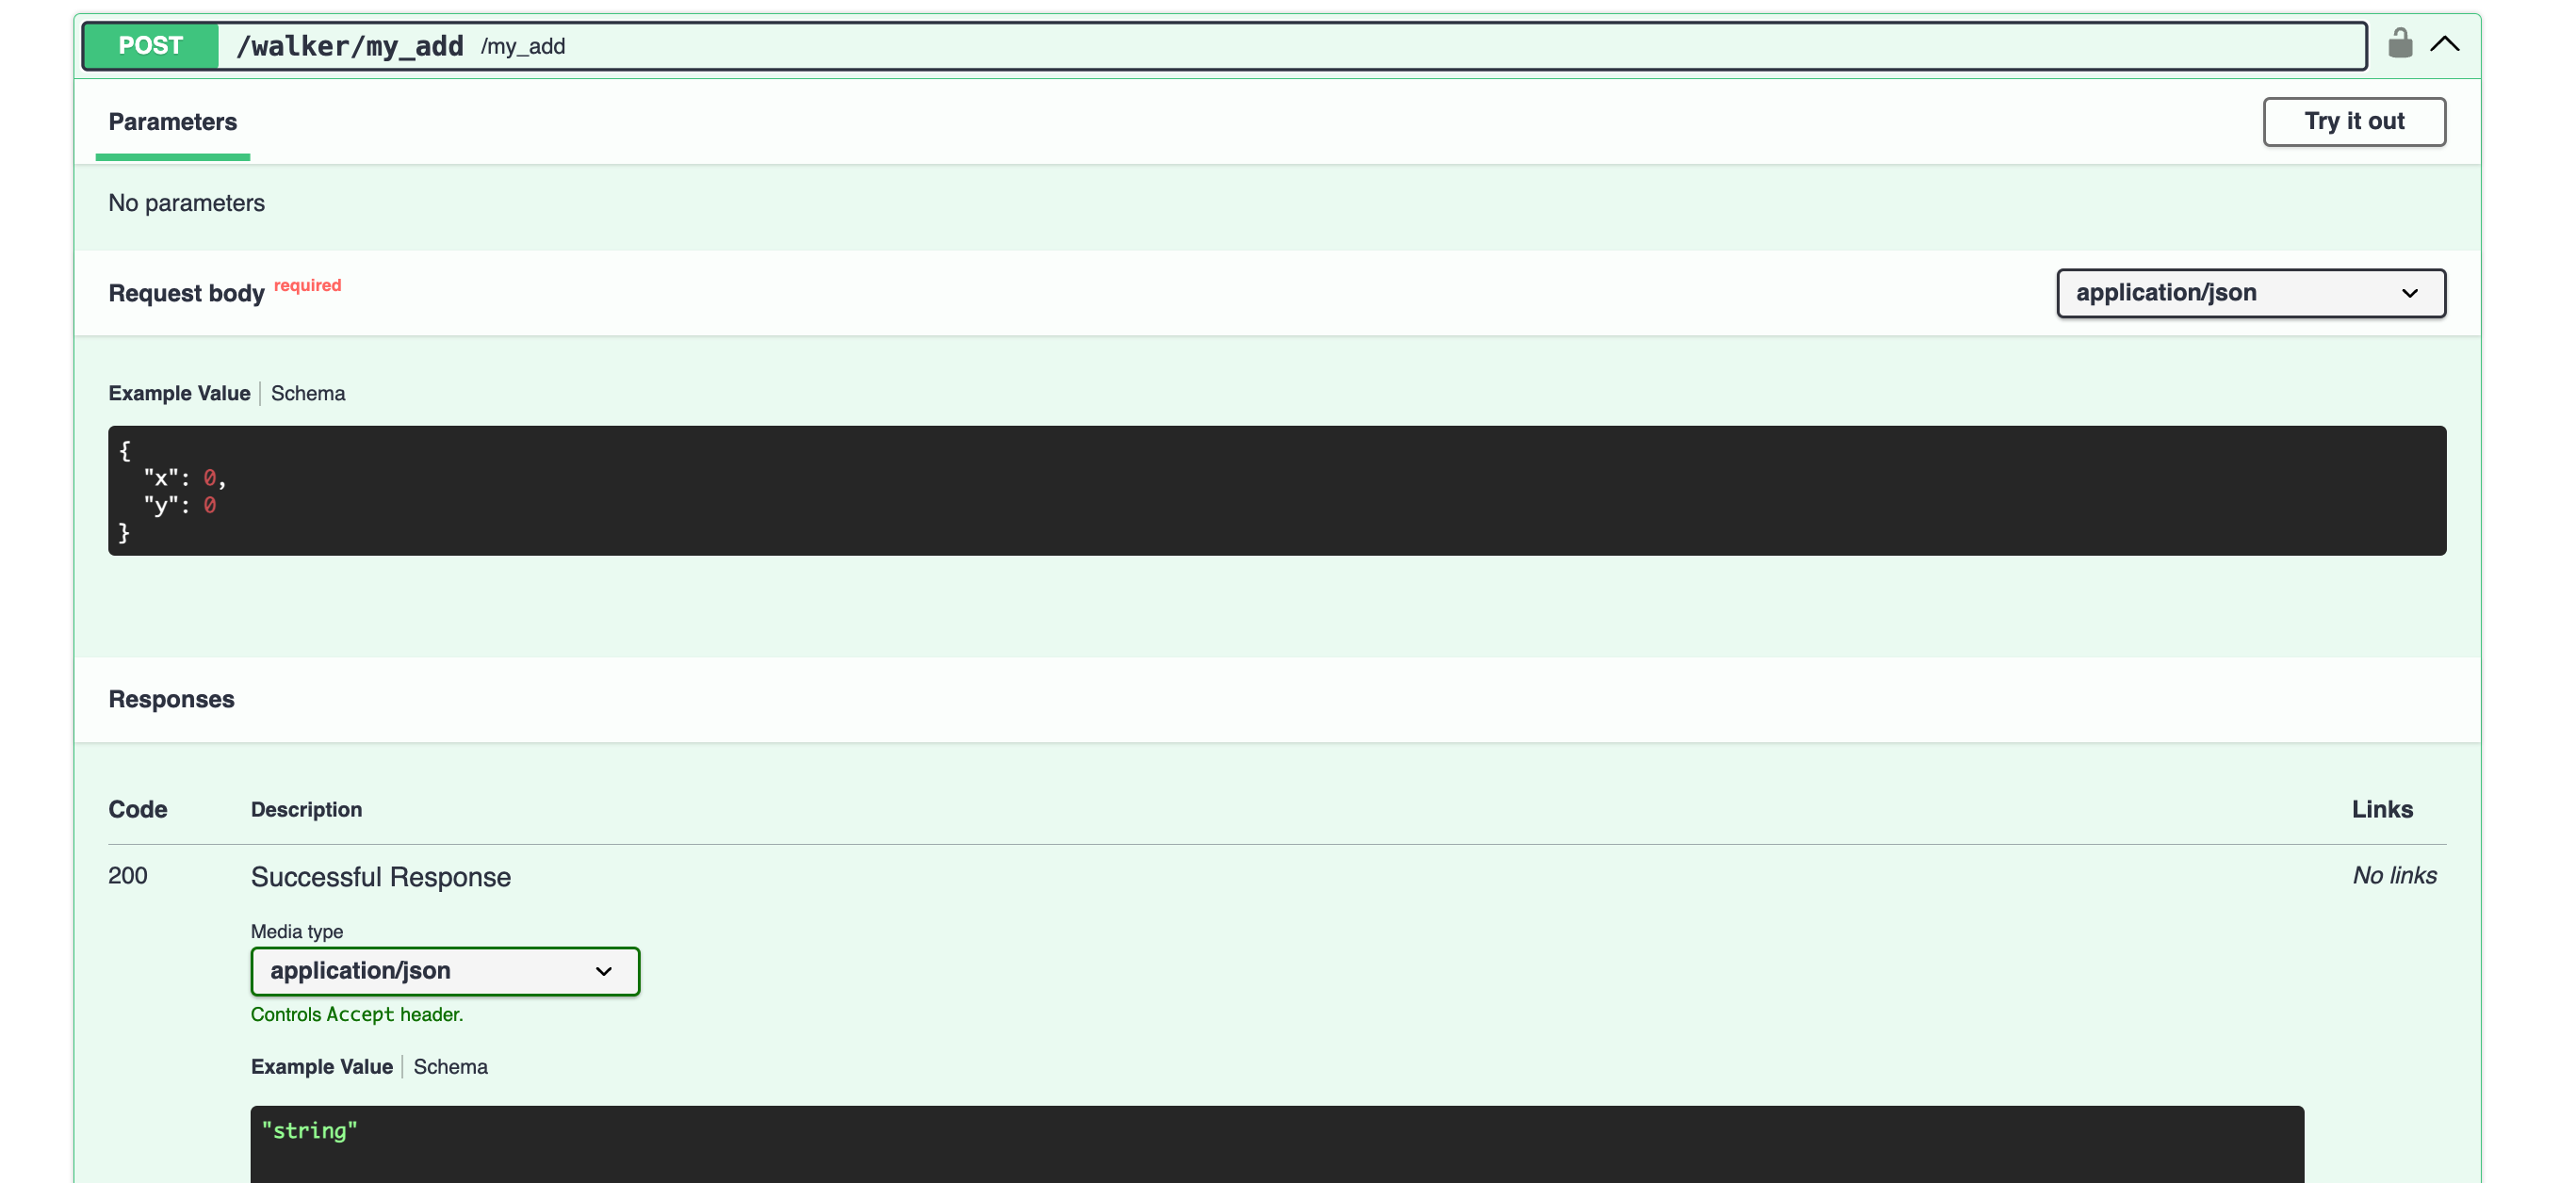 POST /walker/my_add /my_add
Parameters
Try it out
No parameters
Request body required
application/json
Example Value | Schema
{
  "x": 0,
  "y": 0
}
Responses
Code Description Links
200 Successful Response No links
Media type
application/json
Controls Accept header.
Example Value | Schema
"string"